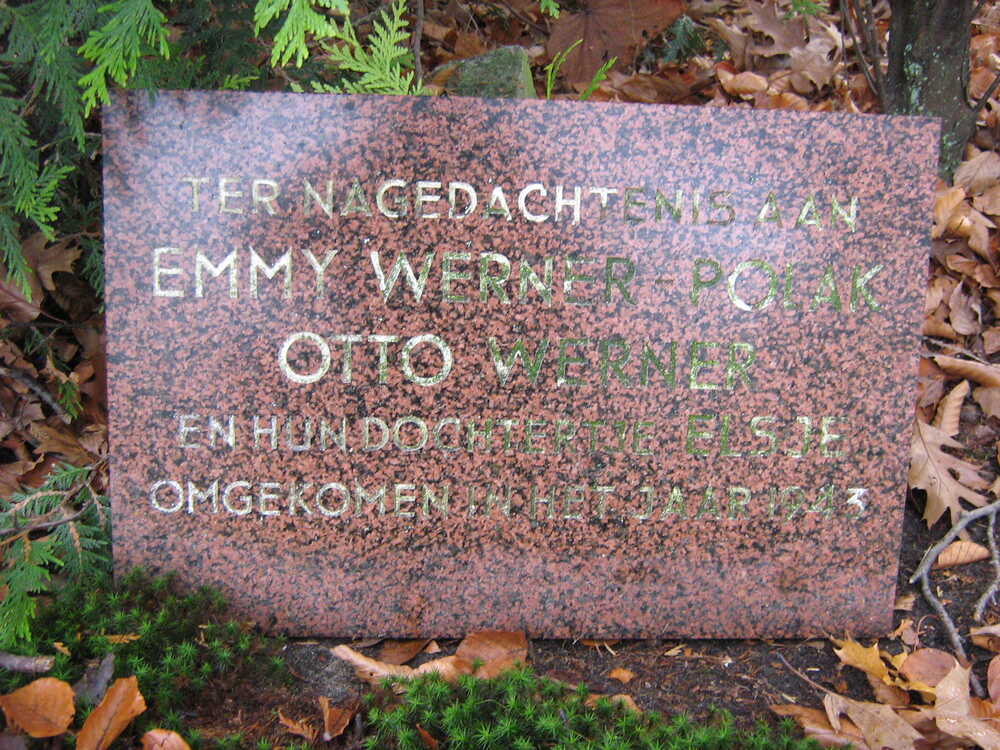 TER NAGEDACHTENIS AAN
EMMY WERNER-POLAK
OTTO WERNER
EN HUN DOCHTERTJE ELSJE
OMGEKOMEN IN HET JAAR 1943